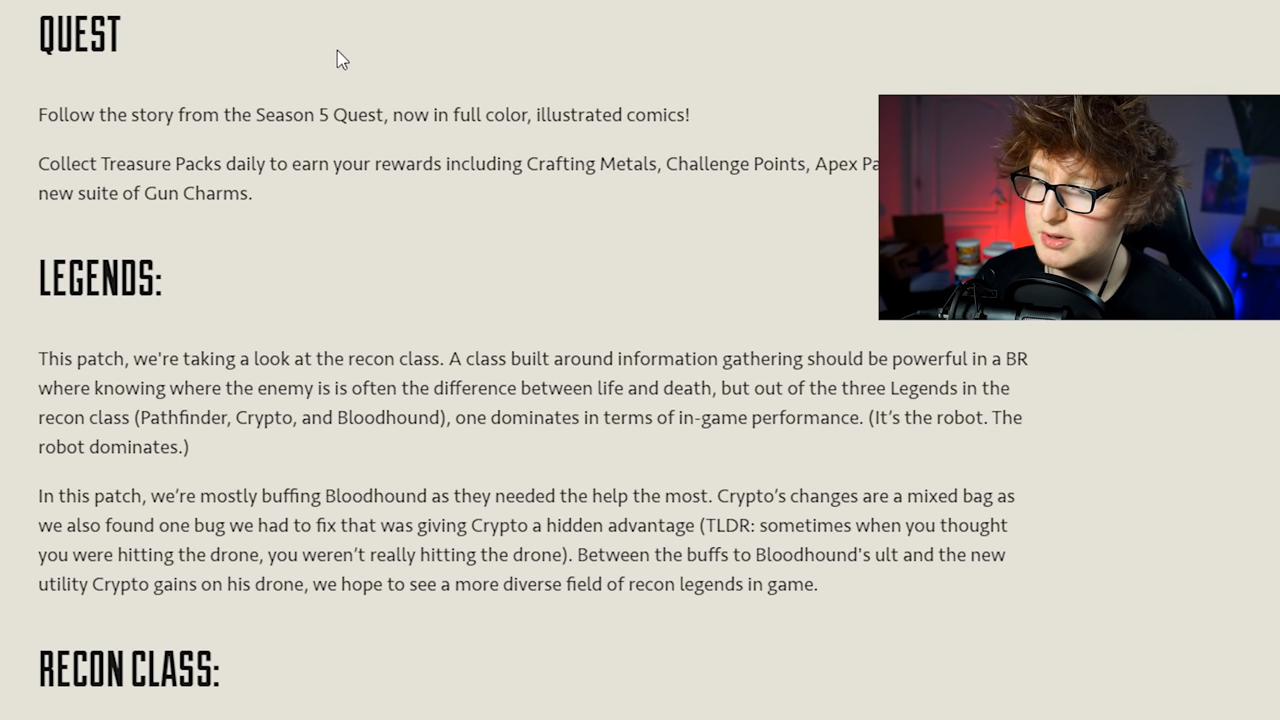 QUEST
Follow the story from the Season 5 Quest, now in full color, illustrated comics!
Collect Treasure Packs daily to earn your rewards including Crafting Metals, Challenge Points, Apex
new suite of Gun Charms.
LEGENDS:
This patch, we're taking a look at the recon class. A class built around information gathering should be powerful in a BR
where knowing where the enemy is is often the difference between life and death, but out of the three Legends in the
recon class (Pathfinder, Crypto, and Bloodhound), one dominates in terms of in-game performance. (It’s the robot. The
robot dominates.)
In this patch, we’re mostly buffing Bloodhound as they needed the help the most. Crypto’s changes are a mixed bag as
we also found one bug we had to fix that was giving Crypto a hidden advantage (TLDR: sometimes when you thought
you were hitting the drone, you weren’t really hitting the drone). Between the buffs to Bloodhound's ult and the new
utility Crypto gains on his drone, we hope to see a more diverse field of recon legends in game.
RECON CLASS: